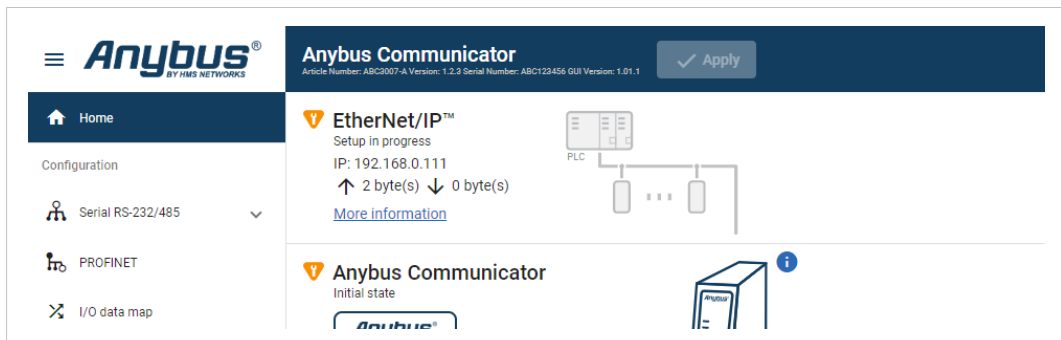 Anybus®
BY HMS NETWORKS
Anybus Communicator
Article Number: ABC3007-A Version: 1.2.3 Serial Number: ABC123456 GUI Version: 1.01.1
Apply
Home
Configuration
Serial RS-232/485
PROFINET
I/O data map
EtherNet/IP™
Setup in progress
IP: 192.168.0.111
2 byte(s) 0 byte(s)
More information
PLC
Anybus Communicator
Initial state
Anybus®
Anybus